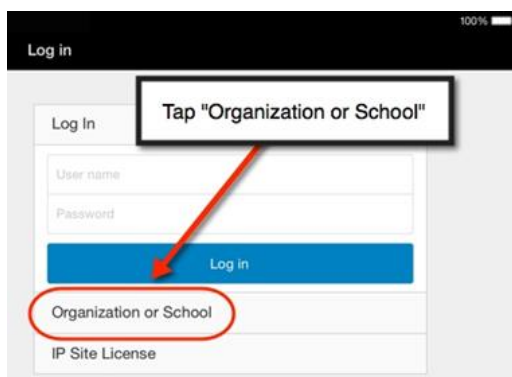 100%
Log in
Tap "Organization or School"
Log In
User name
Password
Log in
Organization or School
IP Site License